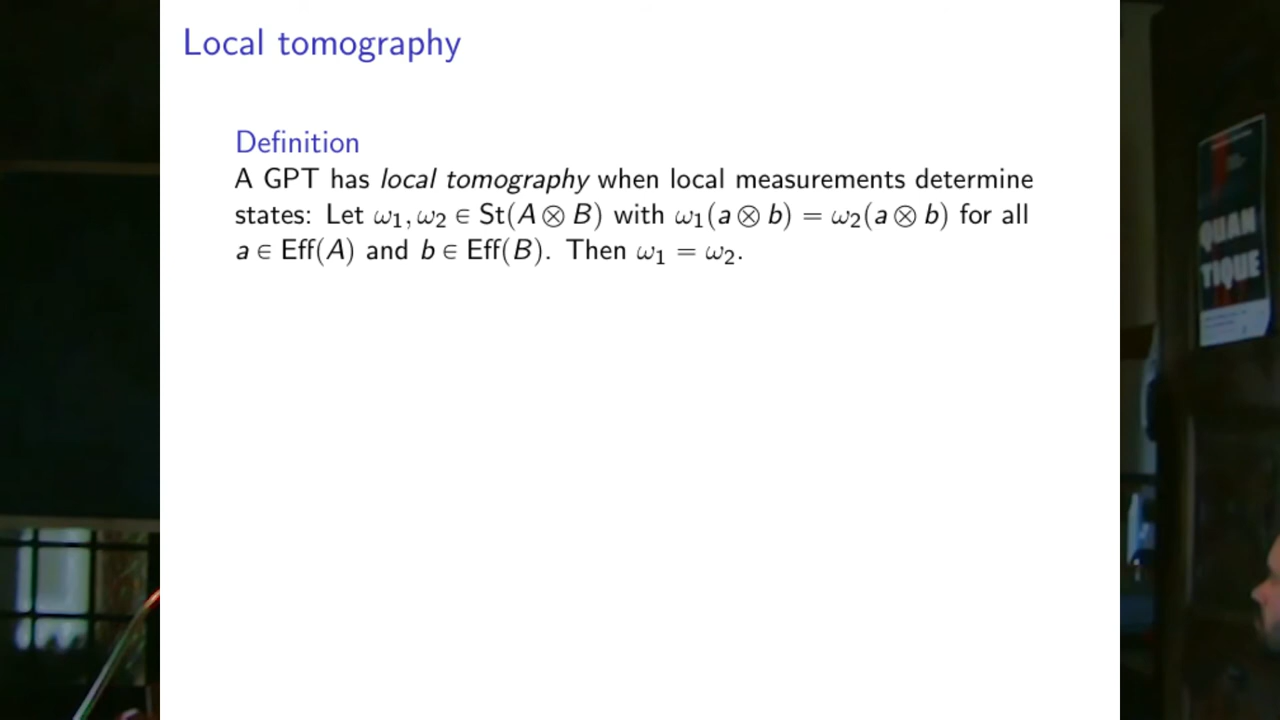 Local tomography
Definition
A GPT has local tomography when local measurements determine
states: Let ω₁, ω₂ ∈ St(A ⊗ B) with ω₁(a ⊗ b) = ω₂(a ⊗ b) for all
a ∈ Eff(A) and b ∈ Eff(B). Then ω₁ = ω₂.
QUAN
TIQUE